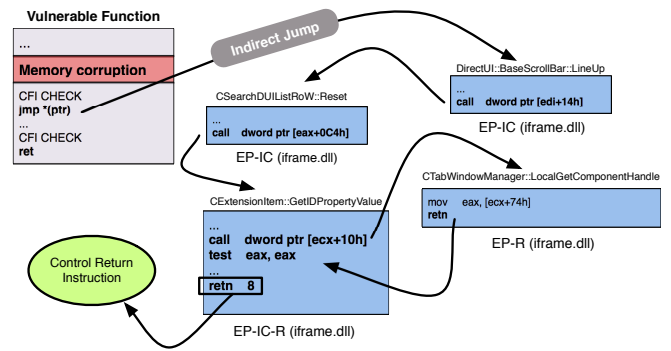 Vulnerable Function
...
Memory corruption
CFI CHECK
jmp *(ptr)
...
CFI CHECK
ret
Indirect Jump
DirectUI::BaseScrollBar::LineUp
...
call dword ptr [edi+14h]
EP-IC (iframe.dll)
CSearchDUIListRoW::Reset
...
call dword ptr [eax+0C4h]
EP-IC (iframe.dll)
CExtensionItem::GetIDPropertyValue
...
call dword ptr [ecx+10h]
test eax, eax
...
retn 8
EP-IC-R (iframe.dll)
CTabWindowManager::LocalGetComponentHandle
mov eax, [ecx+74h]
retn
EP-R (iframe.dll)
Control Return
Instruction